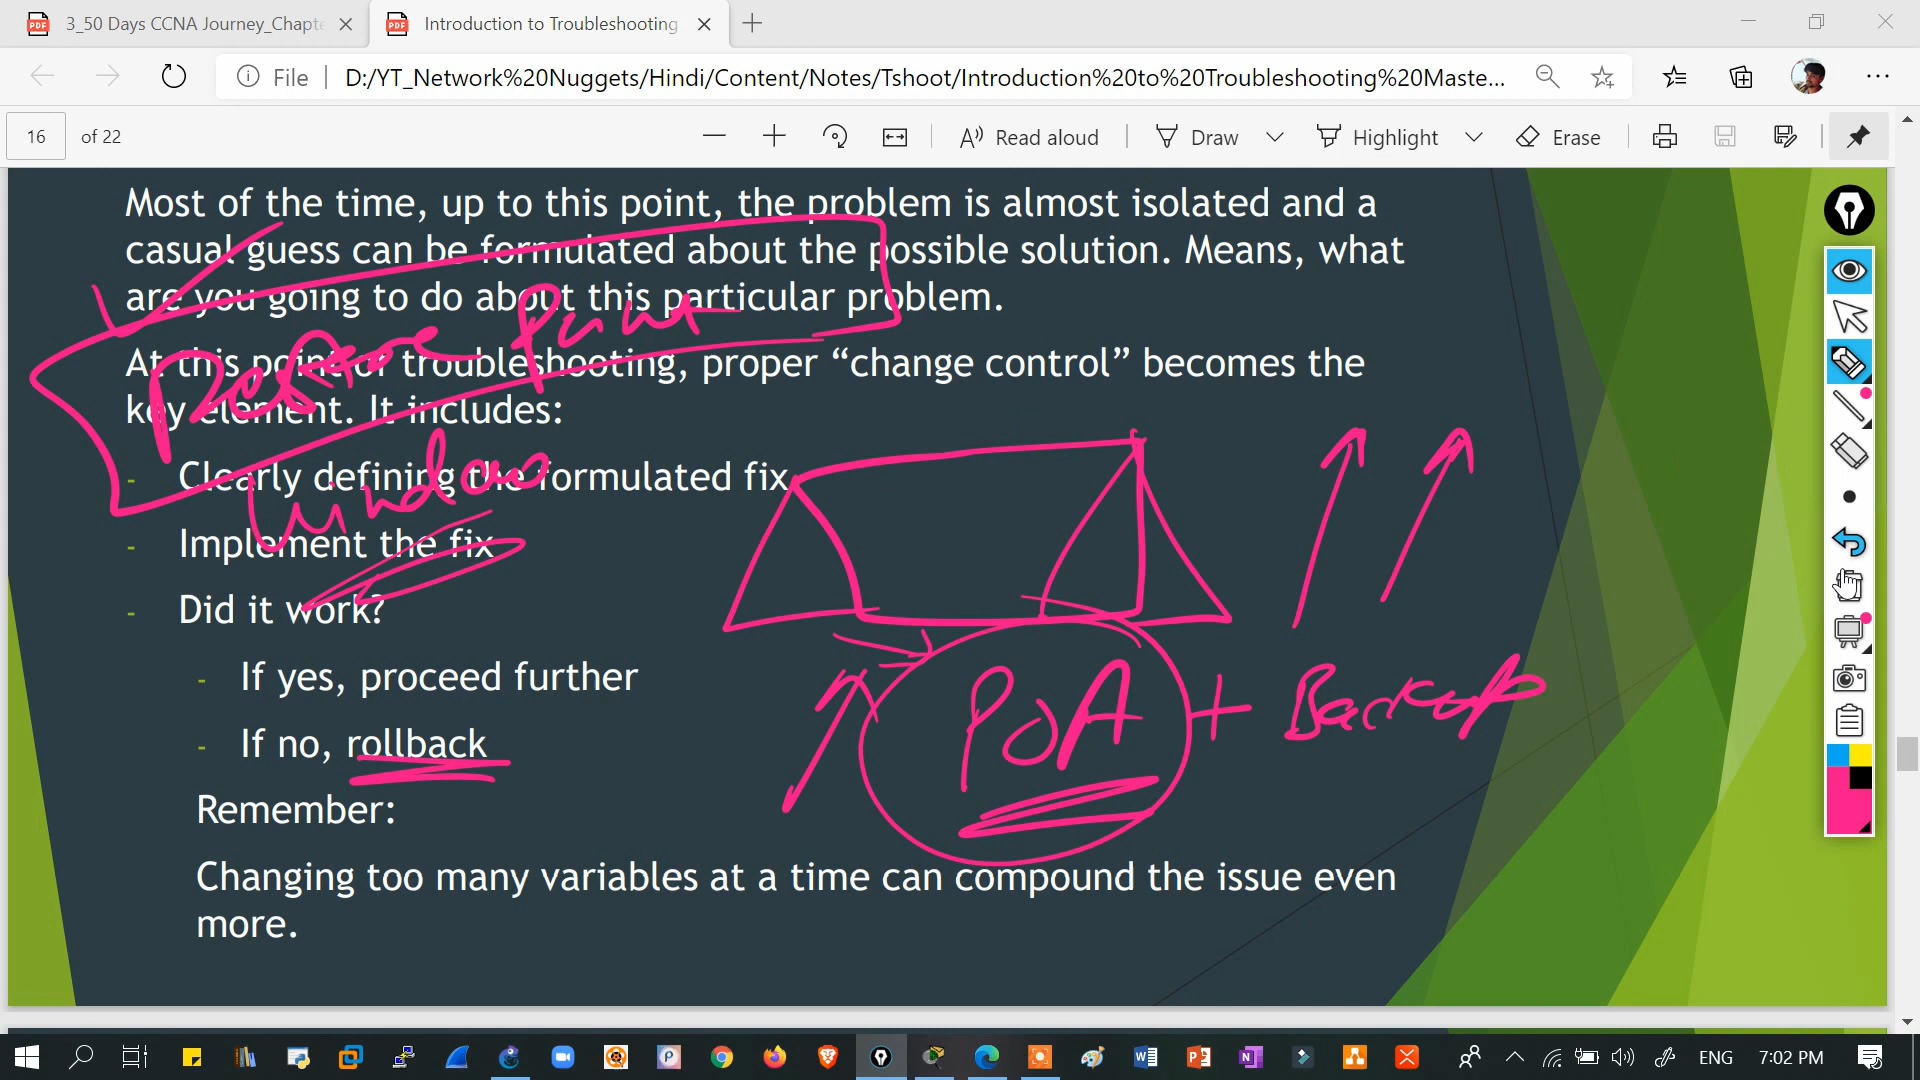 3_50 Days CCNA Journey_Chapte
Introduction to Troubleshooting
File
D:/YT_Network%20Nuggets/Hindi/Content/Notes/Tshoot/Introduction%20to%20Troubleshooting%20Maste...
16 of 22
Read aloud
Draw
Highlight
Erase
Most of the time, up to this point, the problem is almost isolated and a
casual guess can be formulated about the possible solution. Means, what
are you going to do about this particular problem.
Restore Point
At this point of troubleshooting, proper “change control” becomes the
key element. It includes:
- Clearly defining the formulated fix
Window
- Implement the fix
- Did it work?
- If yes, proceed further
- If no, rollback
POA + Backup
Remember:
Changing too many variables at a time can compound the issue even
more.
ENG
7:02 PM